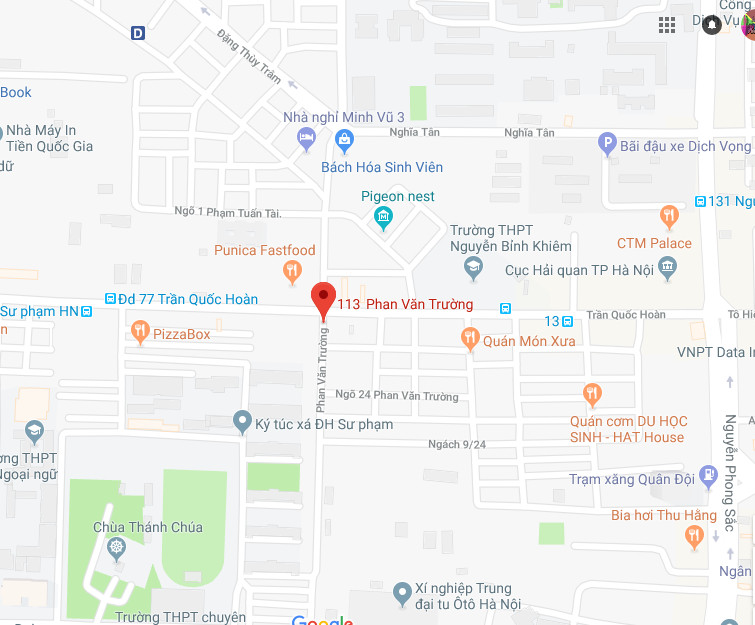 Công
Dịch Vụ
D
Đặng Thùy Trâm
Book
Nhà nghỉ Minh Vũ 3
Nghĩa Tân
Nghĩa Tân
Nhà Máy In
Tiền Quốc Gia
P
Bãi đậu xe Dịch Vọng
Bách Hóa Sinh Viên
Pigeon nest
131 Ngu
Ngõ 1 Phạm Tuấn Tài.
Trường THPT
Nguyễn Bỉnh Khiêm
CTM Palace
Punica Fastfood
Cục Hải quan TP Hà Nội
Đd 77 Trần Quốc Hoàn
113 Phan Văn Trường
Sư phạm HN
13
Trần Quốc Hoàn
Tô Hi
PizzaBox
Quán Món Xưa
VNPT Data
Phan Văn Trường
Ngõ 24 Phan Văn Trường
Ký túc xá ĐH Sư phạm
Quán cơm DU HỌC
SINH - HAT House
Ngách 9/24
Nguyễn Phong Sắc
ng THPT
Ngoại ngữ
Trạm xăng Quân Đội
Bia hơi Thu Hằng
Chùa Thánh Chúa
Ngân
Xí nghiệp Trung
đại tu Ôtô Hà Nội
Trường THPT chuyên
Google